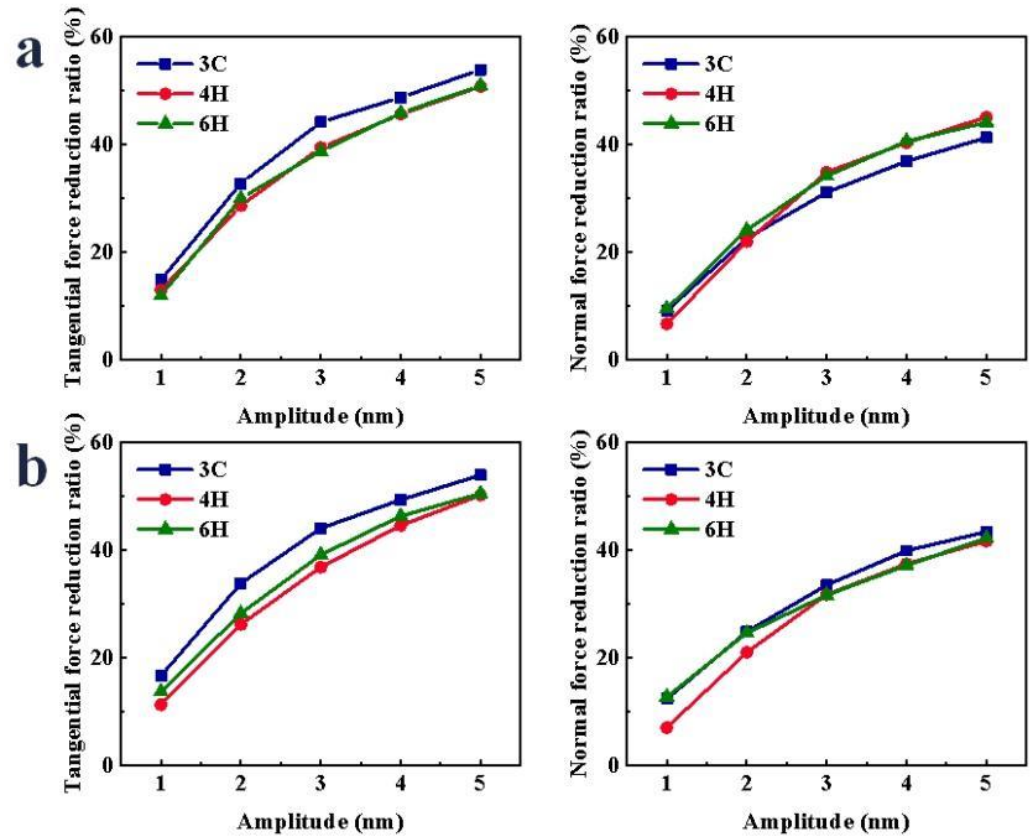 a
Tangential force reduction ratio (%)
60
40
20
0
3C
4H
6H
1 2 3 4 5
Amplitude (nm)
Normal force reduction ratio (%)
60
40
20
0
3C
4H
6H
1 2 3 4 5
Amplitude (nm)
b
Tangential force reduction ratio (%)
60
40
20
0
3C
4H
6H
1 2 3 4 5
Amplitude (nm)
Normal force reduction ratio (%)
60
40
20
0
3C
4H
6H
1 2 3 4 5
Amplitude (nm)